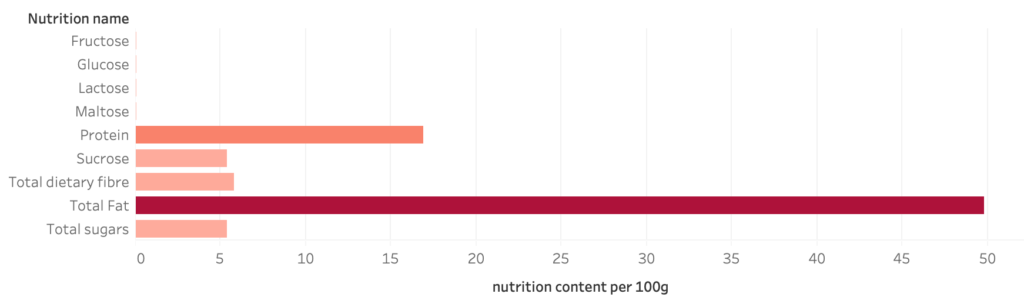 Nutrition name
Fructose
Glucose
Lactose
Maltose
Protein
Sucrose
Total dietary fibre
Total Fat
Total sugars
0 5 10 15 20 25 30 35 40 45 50
nutrition content per 100g